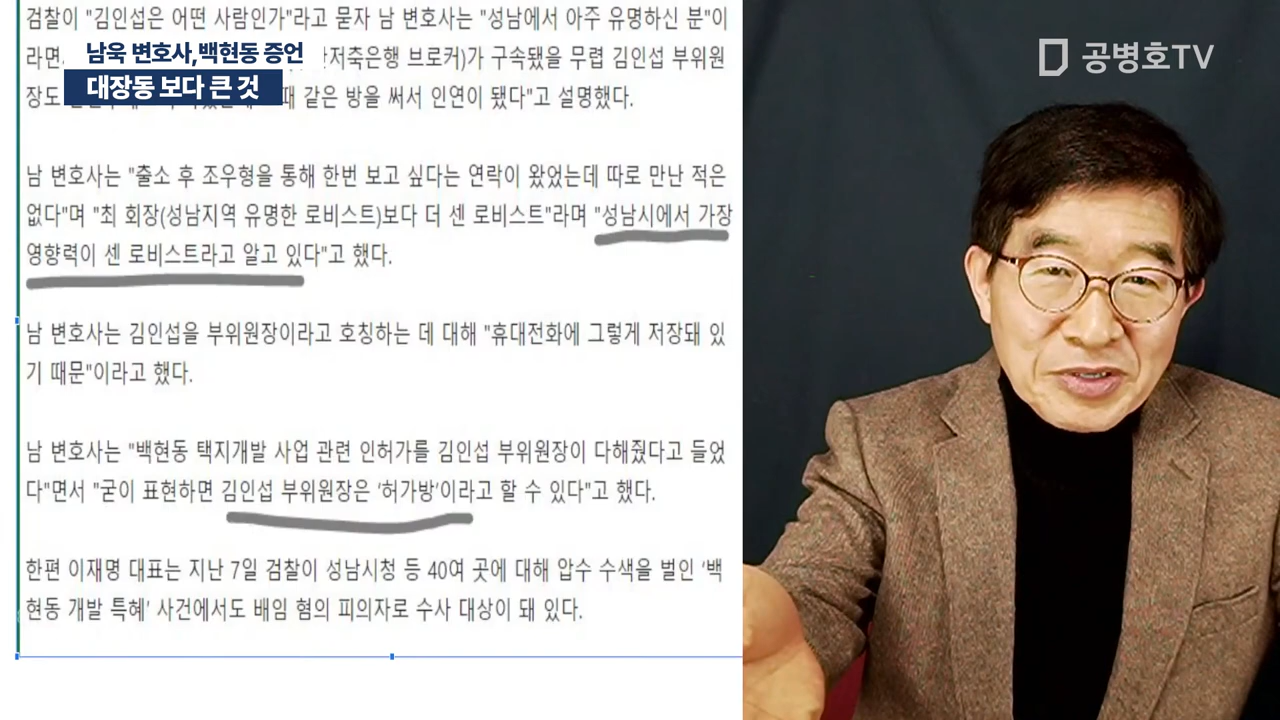 검찰이 "김인섭은 어떤 사람인가"라고 묻자 남 변호사는 "성남에서 아주 유명하신 분"이
라면
남욱 변호사,백현동 증언
저축은행 브로커)가 구속됐을 무렵 김인섭 부위원
대장동 보다 큰 것
장도
때 같은 방을 써서 인연이 됐다"고 설명했다.
공병호TV
남 변호사는 "출소 후 조우형을 통해 한번 보고 싶다는 연락이 왔었는데 따로 만난 적은
없다"며 "최 회장(성남지역 유명한 로비스트)보다 더 센 로비스트"라며 "성남시에서 가장
영향력이 센 로비스트라고 알고 있다"고 했다.
남 변호사는 김인섭을 부위원장이라고 호칭하는 데 대해 "휴대전화에 그렇게 저장돼 있
기 때문"이라고 했다.
남 변호사는 "백현동 택지개발 사업 관련 인허가를 김인섭 부위원장이 다해줬다고 들었
다"면서 "굳이 표현하면 김인섭 부위원장은 '허가방'이라고 할 수 있다"고 했다.
한편 이재명 대표는 지난 7일 검찰이 성남시청 등 40여 곳에 대해 압수 수색을 벌인 '백
현동 개발 특혜' 사건에서도 배임 혐의 피의자로 수사 대상이 돼 있다.